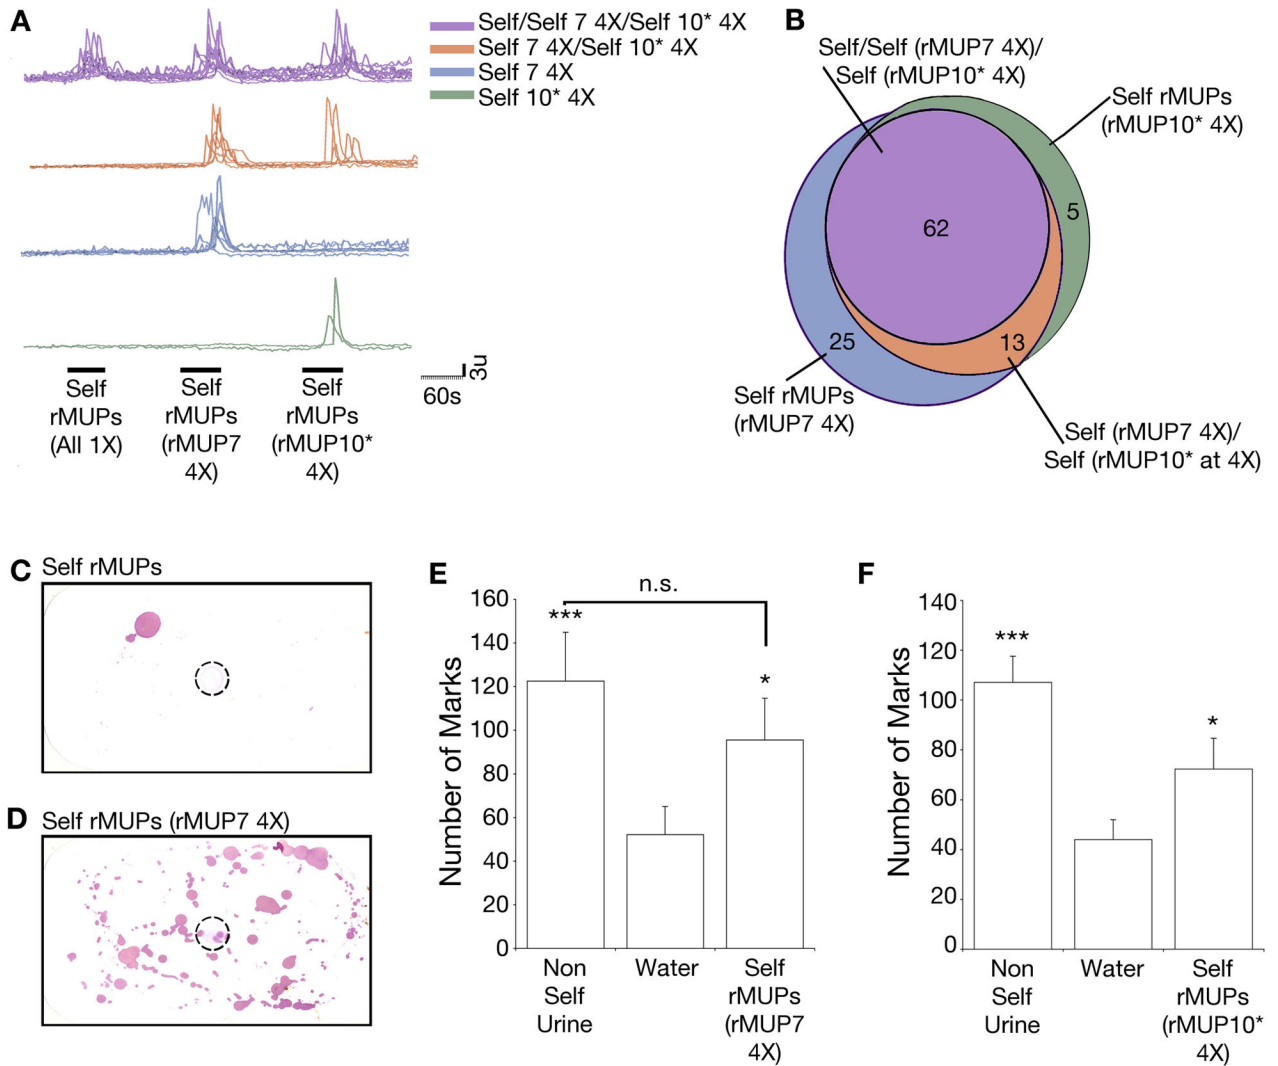 A
Self/Self 7 4X/Self 10* 4X
Self 7 4X/Self 10* 4X
Self 7 4X
Self 10* 4X
3u
60s
Self
rMUPs
(All 1X)
Self
rMUPs
(rMUP7
4X)
Self
rMUPs
(rMUP10*
4X)
B
Self/Self (rMUP7 4X)/
Self (rMUP10* 4X)
Self rMUPs
(rMUP10* 4X)
5
62
25
13
Self rMUPs
(rMUP7 4X)
Self (rMUP7 4X)/
Self (rMUP10* at 4X)
C
Self rMUPs
D
Self rMUPs (rMUP7 4X)
E
n.s.
Number of Marks
160
140
120
100
80
60
40
20
0
***
*
Non
Self
Urine
Water
Self
rMUPs
(rMUP7
4X)
F
Number of Marks
140
120
100
80
60
40
20
0
***
*
Non
Self
Urine
Water
Self
rMUPs
(rMUP10*
4X)